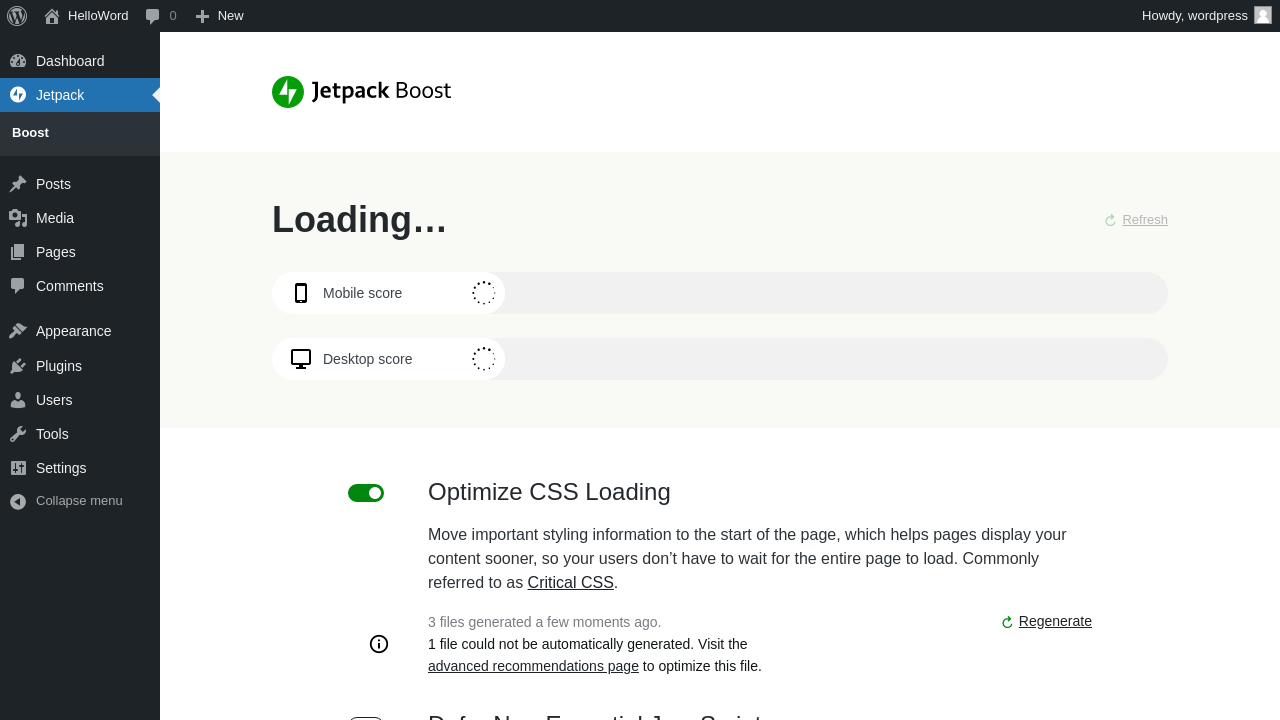 HelloWord 0 New Howdy, wordpress
Dashboard
Jetpack
Boost
Posts
Media
Pages
Comments
Appearance
Plugins
Users
Tools
Settings
Collapse menu
Jetpack Boost
Loading…
Refresh
Mobile score
Desktop score
Optimize CSS Loading
Move important styling information to the start of the page, which helps pages display your
content sooner, so your users don’t have to wait for the entire page to load. Commonly
referred to as Critical CSS.
3 files generated a few moments ago.
Regenerate
1 file could not be automatically generated. Visit the
advanced recommendations page to optimize this file.
Defer Non-Essential JavaScript